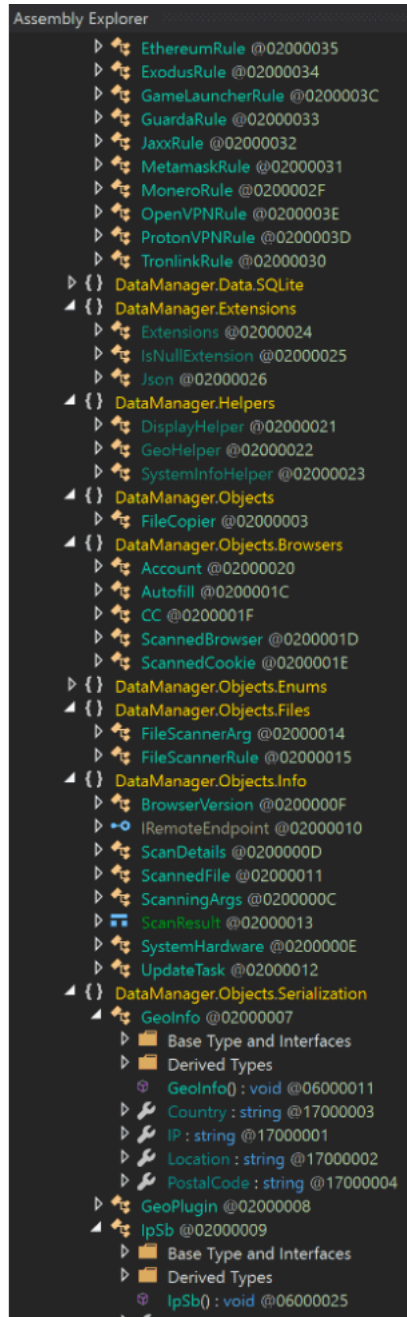 Assembly Explorer
EthereumRule @02000035
ExodusRule @02000034
GameLauncherRule @0200003C
GuardaRule @02000033
JaxxRule @02000032
MetamaskRule @02000031
MoneroRule @0200002F
OpenVPNRule @0200003E
ProtonVPNRule @0200003D
TronlinkRule @02000030
{ } DataManager.Data.SQLite
{ } DataManager.Extensions
Extensions @02000024
IsNullExtension @02000025
Json @02000026
{ } DataManager.Helpers
DisplayHelper @02000021
GeoHelper @02000022
SystemInfoHelper @02000023
{ } DataManager.Objects
FileCopier @02000003
{ } DataManager.Objects.Browsers
Account @02000020
Autofill @0200001C
CC @0200001F
ScannedBrowser @0200001D
ScannedCookie @0200001E
{ } DataManager.Objects.Enums
{ } DataManager.Objects.Files
FileScannerArg @02000014
FileScannerRule @02000015
{ } DataManager.Objects.Info
BrowserVersion @0200000F
IRemoteEndpoint @02000010
ScanDetails @0200000D
ScannedFile @02000011
ScanningArgs @0200000C
ScanResult @02000013
SystemHardware @0200000E
UpdateTask @02000012
{ } DataManager.Objects.Serialization
GeoInfo @02000007
Base Type and Interfaces
Derived Types
GeoInfo() : void @06000011
Country : string @17000003
IP : string @17000001
Location : string @17000002
PostalCode : string @17000004
GeoPlugin @02000008
IpSb @02000009
Base Type and Interfaces
Derived Types
IpSb() : void @06000025